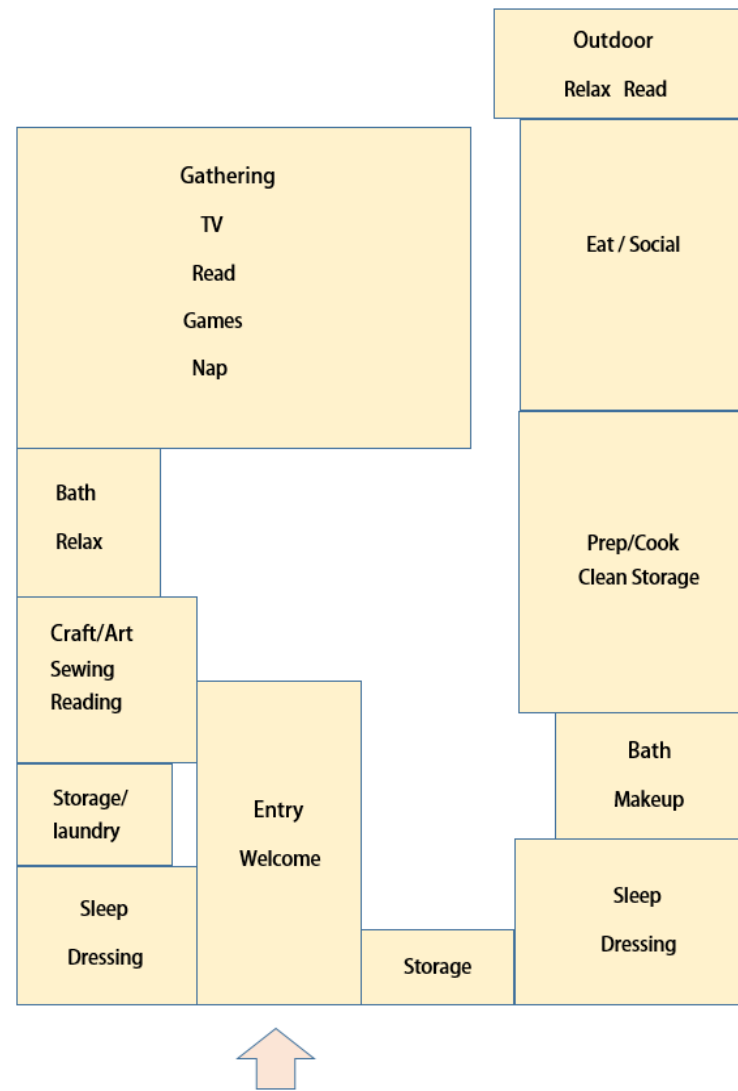 Outdoor
Relax Read
Gathering
TV
Read
Games
Nap
Eat / Social
Bath
Relax
Prep/Cook
Clean Storage
Craft/Art
Sewing
Reading
Storage/
laundry
Entry
Welcome
Bath
Makeup
Sleep
Dressing
Storage
Sleep
Dressing